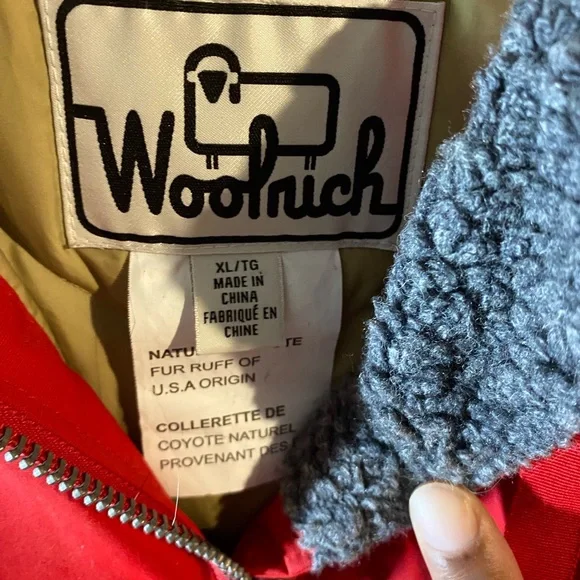 Woolrich
XL/TG
MADE IN
CHINA
FABRIQUÉ EN
CHINE
FUR RUFF OF
U.S.A ORIGIN
COLLERETTE DE
COYOTE NATUREL
PROVENANT DES